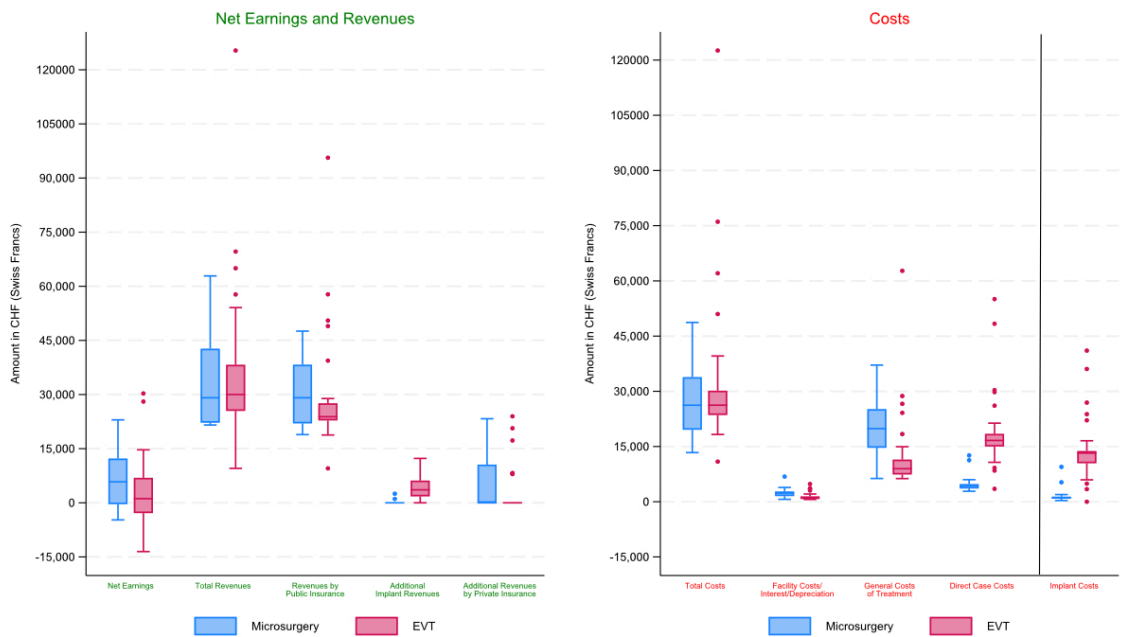 Net Earnings and Revenues
Amount in CHF (Swiss Francs)
120000
105000
90,000
75,000
60,000
45,000
30,000
15,000
0
-15,000
Net Earnings
Total Revenues
Revenues by
Public Insurance
Additional
Implant Revenues
Additional Revenues
by Private Insurance
Microsurgery
EVT
Costs
Amount in CHF (Swiss Francs)
120000
105000
90,000
75,000
60,000
45,000
30,000
15,000
0
-15,000
Total Costs
Facility Costs/
Interest/Depreciation
General Costs
of Treatment
Direct Case Costs
Implant Costs
Microsurgery
EVT